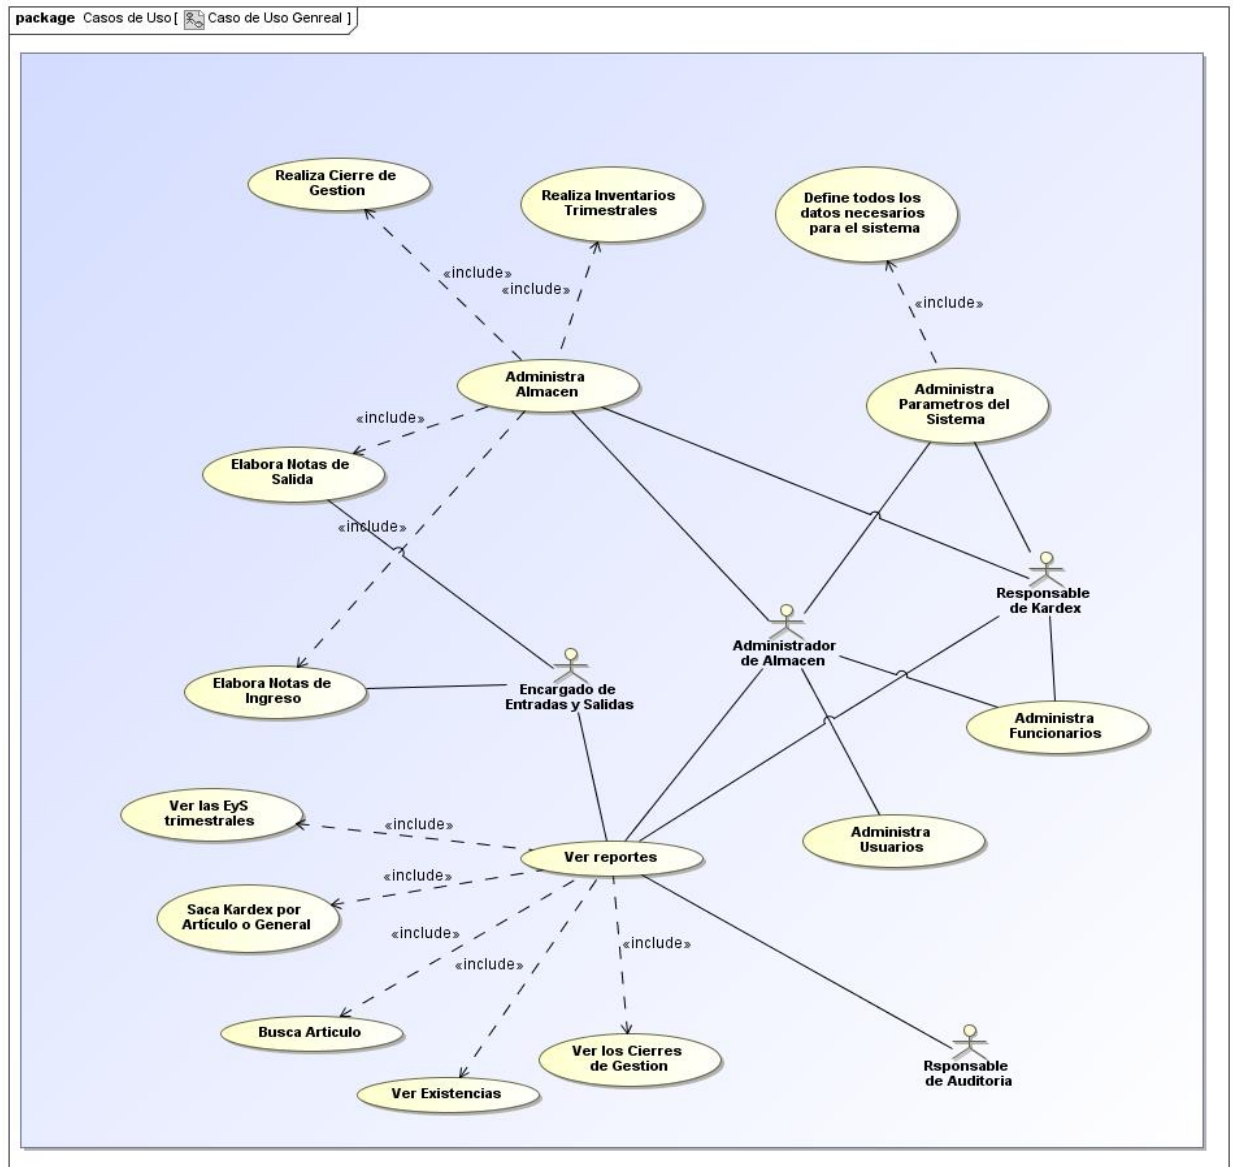 package Casos de Uso [ Caso de Uso Genreal ]
Realiza Cierre de
Gestion
Realiza Inventarios
Trimestrales
Define todos los
datos necesarios
para el sistema
«include»
«include»
«include»
Administra
Almacen
Administra
Parametros del
Sistema
«include»
Elabora Notas de
Salida
«include»
Responsable
de Kardex
Administrador
de Almacen
Encargado de
Entradas y Salidas
Elabora Notas de
Ingreso
Administra
Funcionarios
Ver las EyS
trimestrales
«include»
Administra
Usuarios
Ver reportes
«include»
Saca Kardex por
Artículo o General
«include»
«include»
«include»
Busca Articulo
Ver los Cierres
de Gestion
Rsponsable
de Auditoria
Ver Existencias